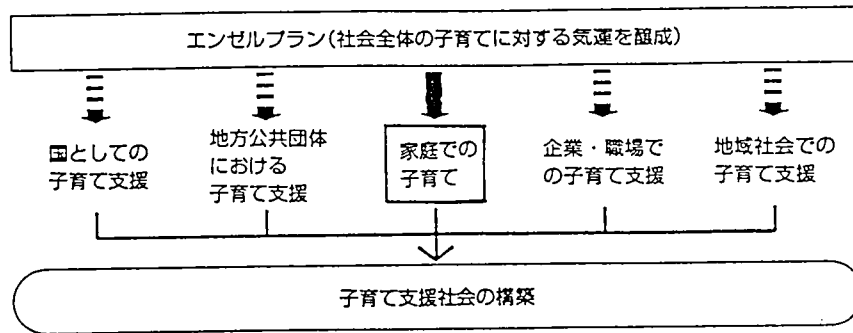 エンゼルプラン(社会全体の子育てに対する気運を醸成)
国としての
子育て支援
地方公共団体
における
子育て支援
家庭での
子育て
企業・職場で
の子育て支援
地域社会での
子育て支援
子育て支援社会の構築